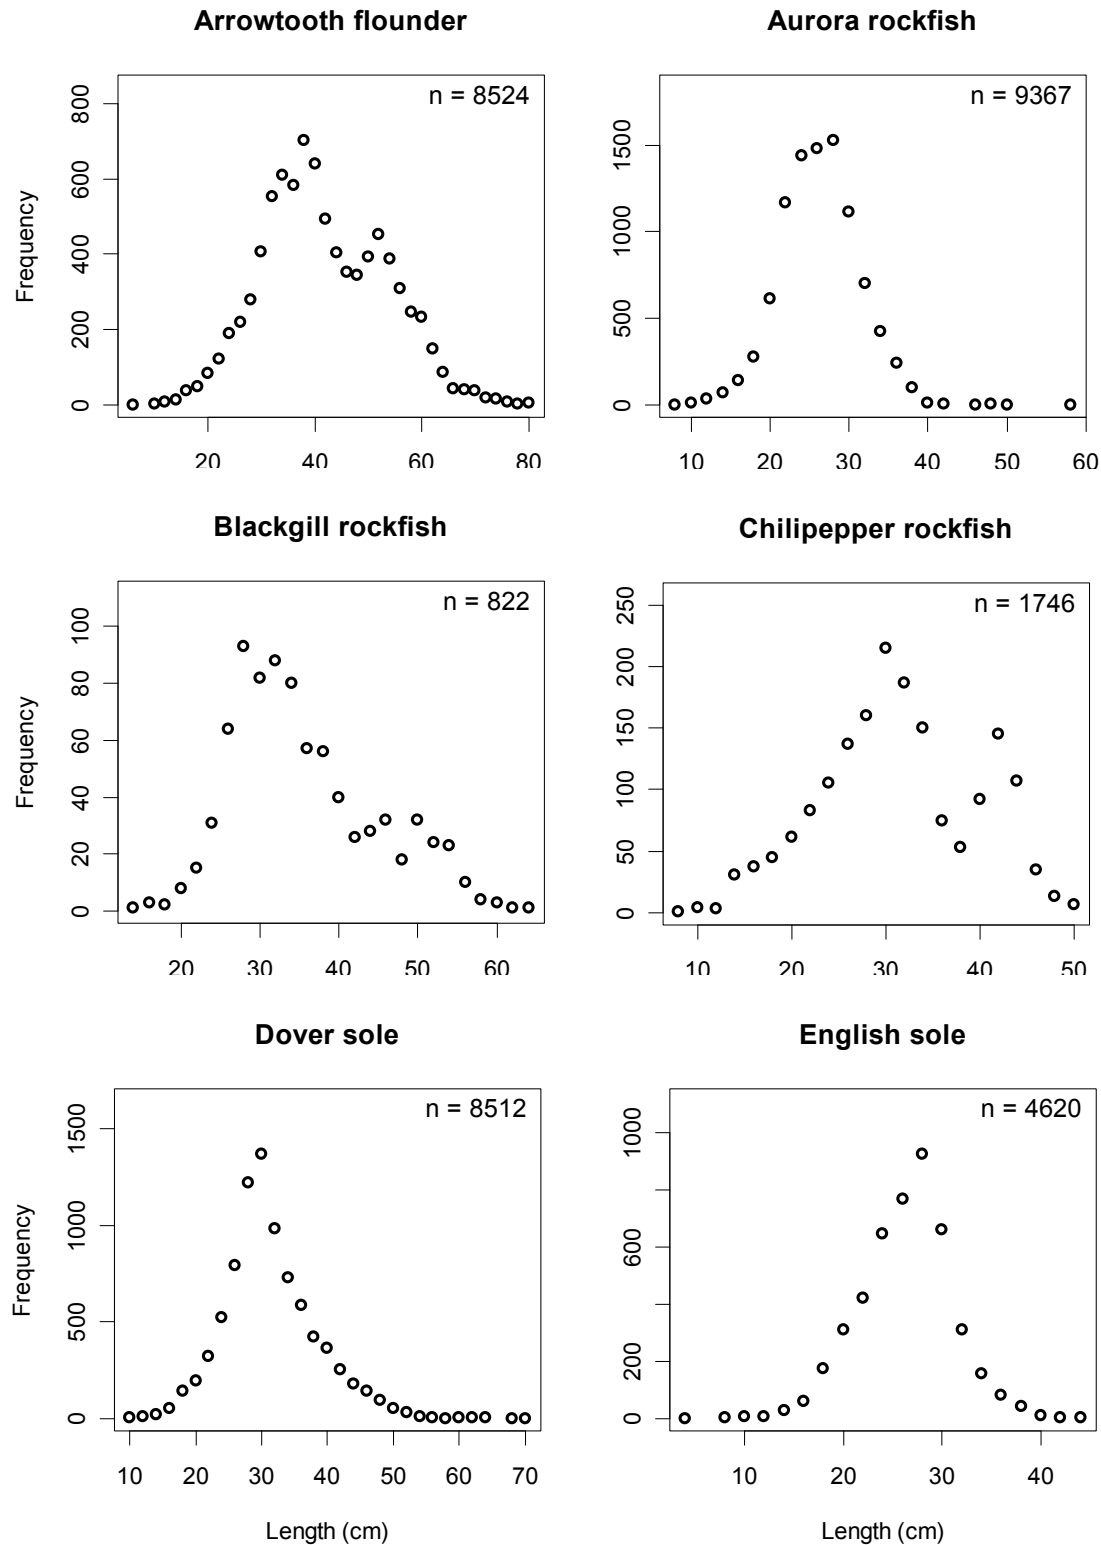 Arrowtooth flounder
n = 8524
Frequency
800
600
400
200
0
20 40 60 80
Aurora rockfish
n = 9367
1500
1000
500
0
10 20 30 40 50 60
Blackgill rockfish
n = 822
Frequency
100
80
60
40
20
0
20 30 40 50 60
Chilipepper rockfish
n = 1746
250
200
150
100
50
0
10 20 30 40 50
Dover sole
n = 8512
Frequency
1500
1000
500
0
10 20 30 40 50 60 70
Length (cm)
English sole
n = 4620
1000
600
200
0
10 20 30 40
Length (cm)